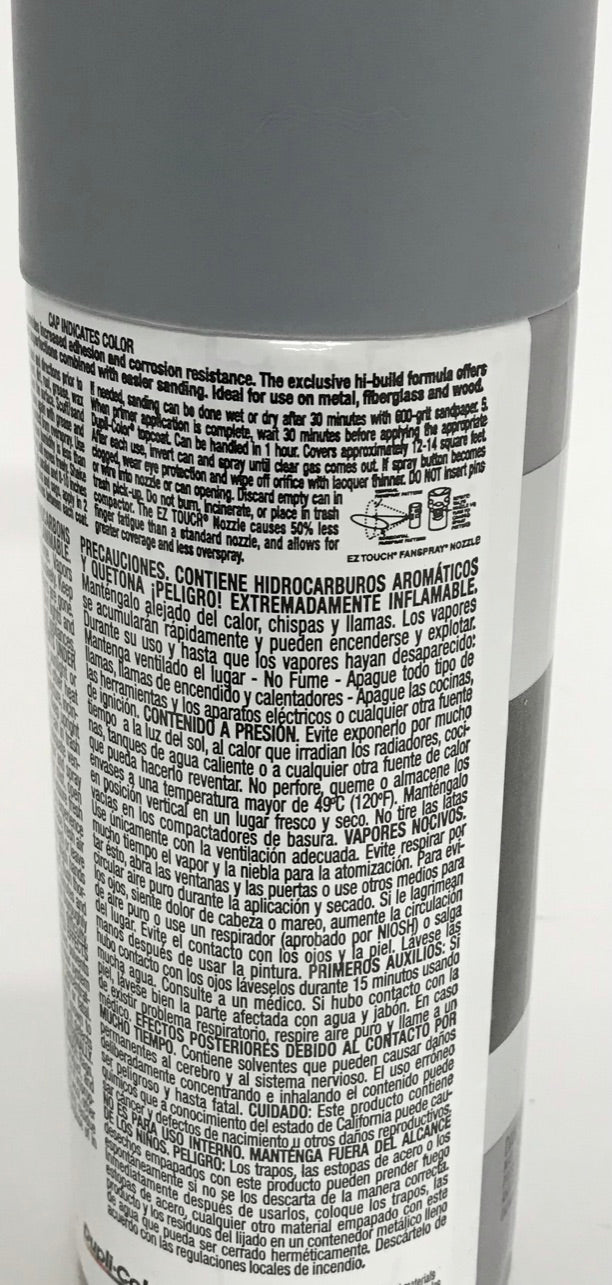 CAP INDICATES COLOR
increased adhesion and corrosion resistance. The exclusive hi-build formula offers
combined with easier sanding. Ideal for use on metal, fiberglass and wood.
If needed, sanding can be done wet or dry after 30 minutes with 600-grit sandpaper. 5.
When primer application is complete, wait 30 minutes before applying the appropriate
Dupli-Color® topcoat. Can be handled in 1 hour. Covers approximately 12-14 square feet.
After each use, invert can and spray until clear gas comes out. If spray button becomes
clogged, wear eye protection and wipe off orifice with lacquer thinner. DO NOT insert pins
or wire into nozzle or can opening. Discard empty can in
trash pick-up. Do not burn, incinerate, or place in trash
compactor. The EZ TOUCH® Nozzle causes 50% less
finger fatigue than a standard nozzle, and allows for
greater coverage and less overspray.
EZ TOUCH® FANSPRAY™ NOZZLE
PRECAUCIONES. CONTIENE HIDROCARBUROS AROMÁTICOS
Y QUETONA ¡PELIGRO! EXTREMADAMENTE INFLAMABLE.
Manténgalo alejado del calor, chispas y llamas. Los vapores
se acumularán rápidamente y pueden encenderse y explotar.
Durante su uso y hasta que los vapores hayan desaparecido:
Mantenga ventilado el lugar - No Fume - Apague todo tipo de
llamas, llamas de encendido y calentadores - Apague las cocinas,
las herramientas y los aparatos eléctricos o cualquier otra fuente
de ignición. CONTENIDO A PRESIÓN. Evite exponerlo por mucho
tiempo a la luz del sol, al calor que irradian los radiadores, coci-
nas, tanques de agua caliente o a cualquier otra fuente de calor
que pueda hacerlo reventar. No perfore, queme o almacene los
envases a una temperatura mayor de 49ºC (120ºF). Manténgalo
en posición vertical en un lugar fresco y seco. No tire las latas
vacías en los compactadores de basura. VAPORES NOCIVOS.
Use únicamente con la ventilación adecuada. Evite respirar por
mucho tiempo el vapor y la niebla para la atomización. Para evi-
tar ésto, abra las ventanas y las puertas o use otros medios para
circular aire puro durante la aplicación y secado. Si le lagrimean
los ojos, siente dolor de cabeza o mareo, aumente la circulación
de aire puro o use un respirador (aprobado por NIOSH) o salga
del lugar. Evite el contacto con los ojos y la piel. Lávese las
manos después de usar la pintura. PRIMEROS AUXILIOS: Si
hubo contacto con los ojos láveselos durante 15 minutos usando
mucha agua. Consulte a un médico. Si hubo contacto con la
piel, lávese bien la parte afectada con agua y jabón. En caso
de existir problema respiratorio, respire aire puro y llame a un
médico. EFECTOS POSTERIORES DEBIDO AL CONTACTO POR
MUCHO TIEMPO. Contiene solventes que pueden causar daños
permanentes al cerebro y al sistema nervioso. El uso erróneo
deliberadamente concentrando e inhalando el contenido puede
ser peligroso y hasta fatal. CUIDADO: Este producto contiene
químicos que a conocimiento del estado de California puede cau-
sar cáncer y defectos de nacimiento u otros daños reproductivos.
NO ES PARA USO INTERNO. MANTENGA FUERA DEL ALCANCE
DE LOS NIÑOS. PELIGRO: Los trapos, las estopas de acero o los
desechos empapados con este producto pueden prender fuego
espontáneamente si no se los descarta de la manera correcta.
Inmediatamente después de usarlos, coloque los trapos, las
estopas de acero, cualquier otro material empapado con este
producto y los residuos del lijado en un contenedor metálico lleno
de agua que pueda ser cerrado herméticamente. Descártelo de
acuerdo con las regulaciones locales de incendio.
Dupli-Col